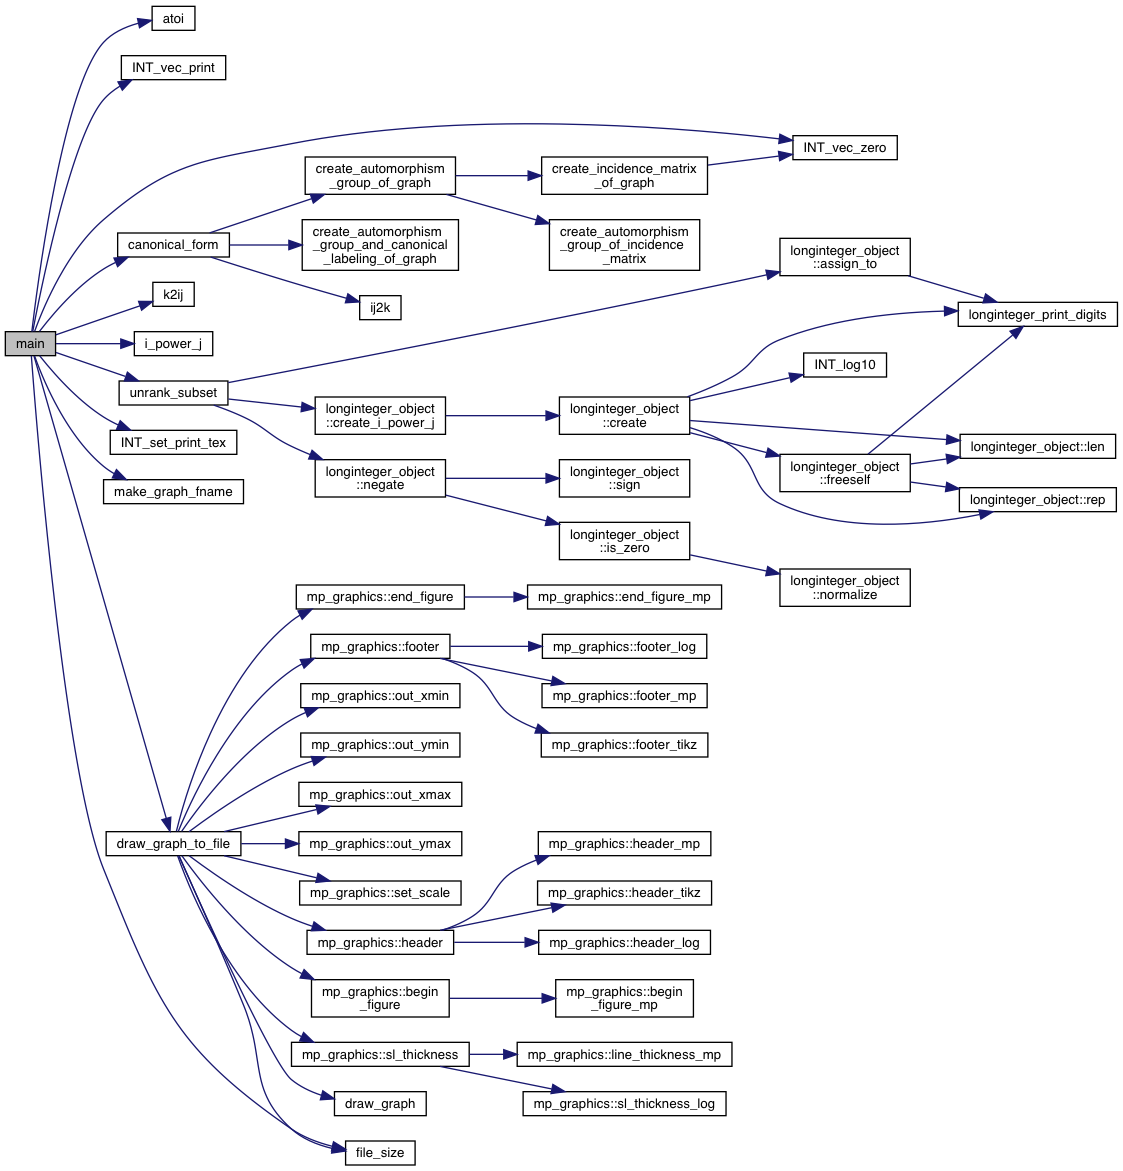 atoi
INT_vec_print
INT_vec_zero
create_automorphism
_group_of_graph
create_incidence_matrix
_of_graph
canonical_form
create_automorphism
_group_and_canonical
_labeling_of_graph
create_automorphism
_group_of_incidence
_matrix
longinteger_object
::assign_to
k2ij
ij2k
longinteger_print_digits
main
i_power_j
INT_log10
unrank_subset
longinteger_object
::create_i_power_j
longinteger_object
::create
INT_set_print_tex
longinteger_object::len
make_graph_fname
longinteger_object
::negate
longinteger_object
::sign
longinteger_object
::freeself
longinteger_object::rep
longinteger_object
::is_zero
longinteger_object
::normalize
mp_graphics::end_figure
mp_graphics::end_figure_mp
mp_graphics::footer
mp_graphics::footer_log
mp_graphics::out_xmin
mp_graphics::footer_mp
mp_graphics::out_ymin
mp_graphics::footer_tikz
mp_graphics::out_xmax
draw_graph_to_file
mp_graphics::out_ymax
mp_graphics::header_mp
mp_graphics::set_scale
mp_graphics::header_tikz
mp_graphics::header
mp_graphics::header_log
mp_graphics::begin
_figure
mp_graphics::begin
_figure_mp
mp_graphics::sl_thickness
mp_graphics::line_thickness_mp
draw_graph
mp_graphics::sl_thickness_log
file_size